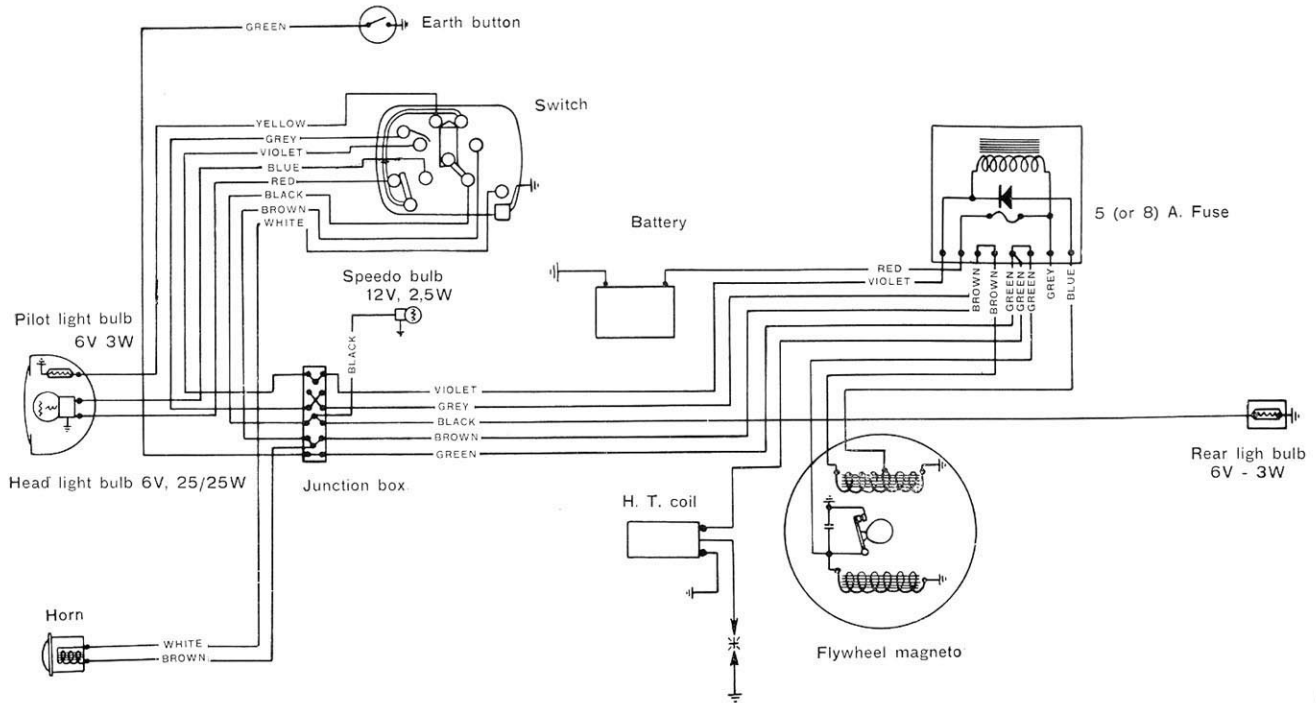 GREEN
Earth button
Switch
YELLOW
GREY
VIOLET
BLUE
RED
BLACK
BROWN
WHITE
5 (or 8) A. Fuse
Battery
RED
VIOLET
BROWN
BROWN
GREEN
GREEN
GREEN
GREY
BLUE
Speedo bulb
12V, 2,5W
BLACK
Pilot light bulb
6V 3W
VIOLET
GREY
BLACK
BROWN
GREEN
Rear ligh bulb
6V - 3W
Head light bulb 6V, 25/25W
Junction box
H. T. coil
Flywheel magneto
Horn
WHITE
BROWN